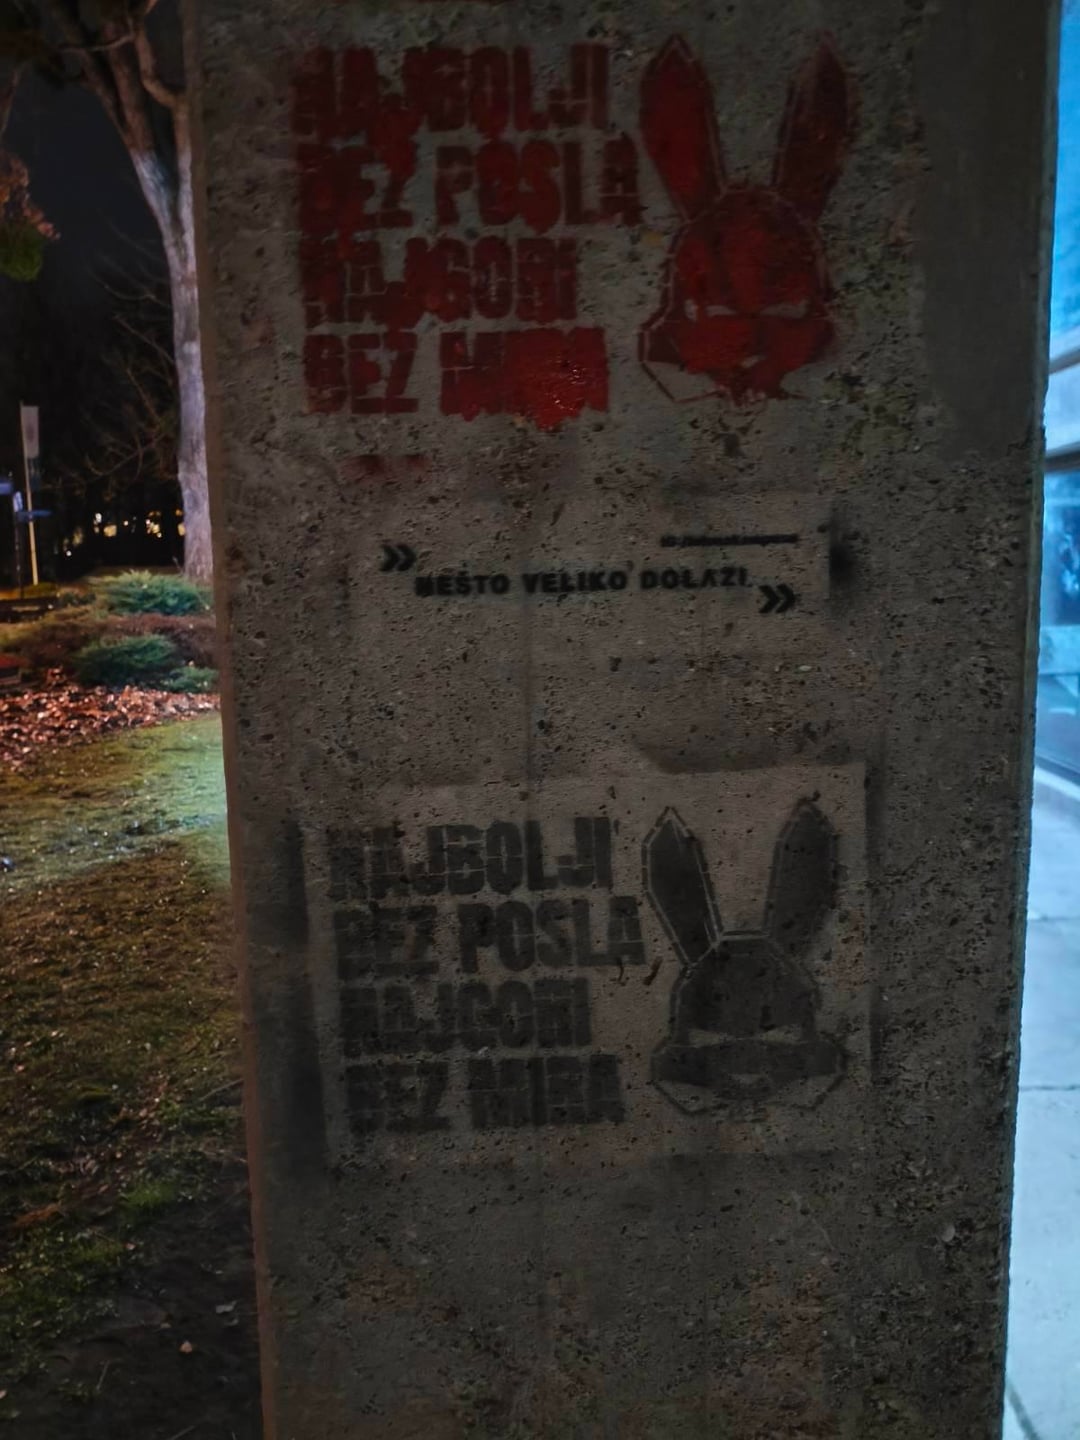 NAJBOLJI
BEZ POSLA
NAJGORI
BEZ MIRA
»NEŠTO VELIKO DOLAZI.»
NAJBOLJI
BEZ POSLA
NAJGORI
BEZ MIRA